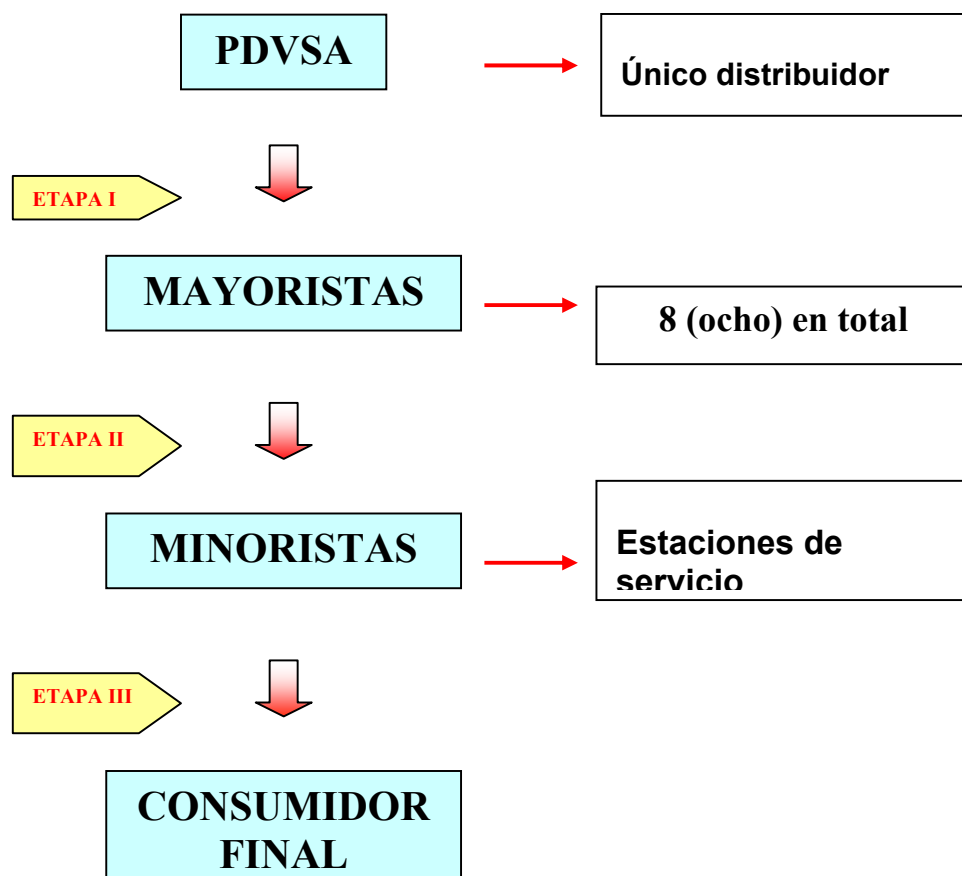 PDVSA
Único distribuidor
ETAPA I
MAYORISTAS
8 (ocho) en total
ETAPA II
MINORISTAS
Estaciones de
servicio
ETAPA III
CONSUMIDOR
FINAL